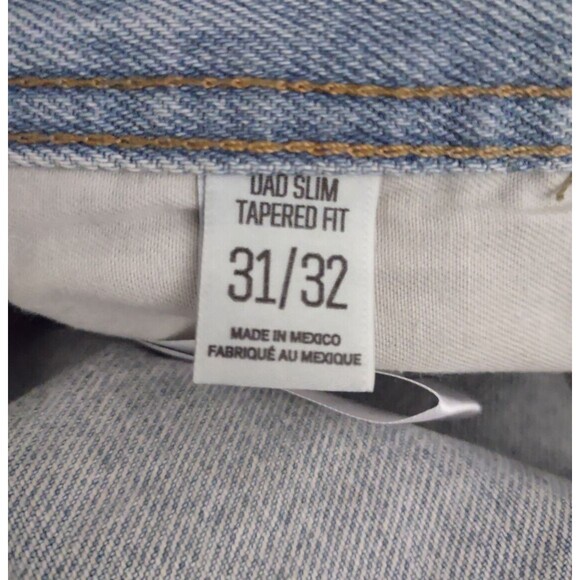 DAD SLIM
TAPERED FIT
31/32
MADE IN MEXICO
FABRIQUÉ AU MEXIQUE